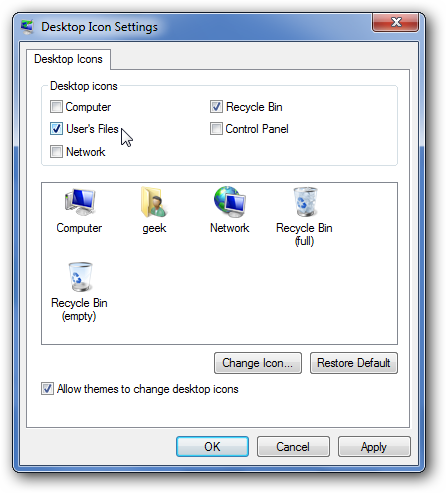 Desktop Icon Settings
Desktop Icons
Desktop icons
Computer
Recycle Bin
User's Files
Control Panel
Network
Computer
geek
Network
Recycle Bin
(full)
Recycle Bin
(empty)
Change Icon...
Restore Default
Allow themes to change desktop icons
OK
Cancel
Apply